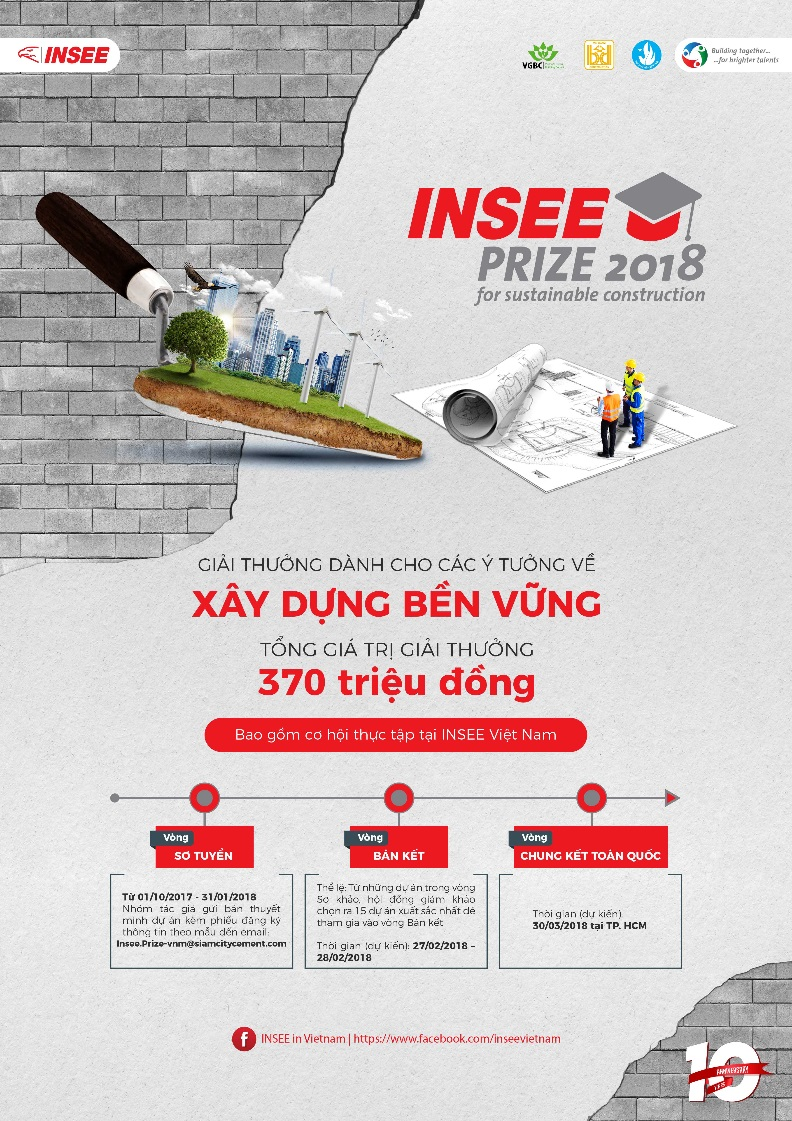 INSEE
VGBC
Building together...
...for brighter talents
INSEE
PRIZE 2018
for sustainable construction
GIẢI THƯỞNG DÀNH CHO CÁC Ý TƯỞNG VỀ
XÂY DỰNG BỀN VỮNG
TỔNG GIÁ TRỊ GIẢI THƯỞNG
370 triệu đồng
Bao gồm cơ hội thực tập tại INSEE Việt Nam
Vòng
SƠ TUYỂN
Vòng
BÁN KẾT
Vòng
CHUNG KẾT TOÀN QUỐC
Từ 01/10/2017 - 31/01/2018
Nhóm tác giả gửi bản thuyết
minh dự án kèm phiếu đăng ký
thông tin theo mẫu đến email:
Insee.Prize-vnm@siamcitycement.com
Thể lệ: Từ những dự án trong vòng
Sơ khảo, hội đồng giám khảo
chọn ra 15 dự án xuất sắc nhất để
tham gia vào vòng Bán kết
Thời gian (dự kiến): 27/02/2018 –
28/02/2018
Thời gian (dự kiến):
30/03/2018 tại TP. HCM
INSEE in Vietnam | https://www.facebook.com/inseevietnam
10
ANNIVERSARY